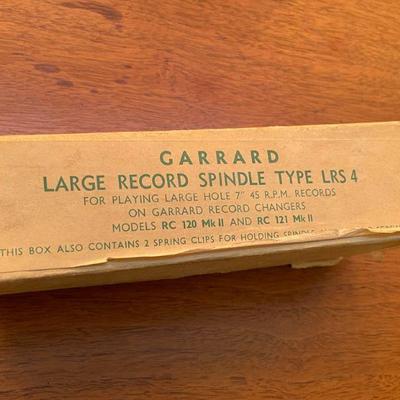 GARRARD
LARGE RECORD SPINDLE TYPE LRS 4
FOR PLAYING LARGE HOLE 7" 45 R.P.M. RECORDS
ON GARRARD RECORD CHANGERS
MODELS RC 120 Mk II AND RC 121 Mk II
THIS BOX ALSO CONTAINS 2 SPRING CLIPS FOR HOLDING SPINDLE